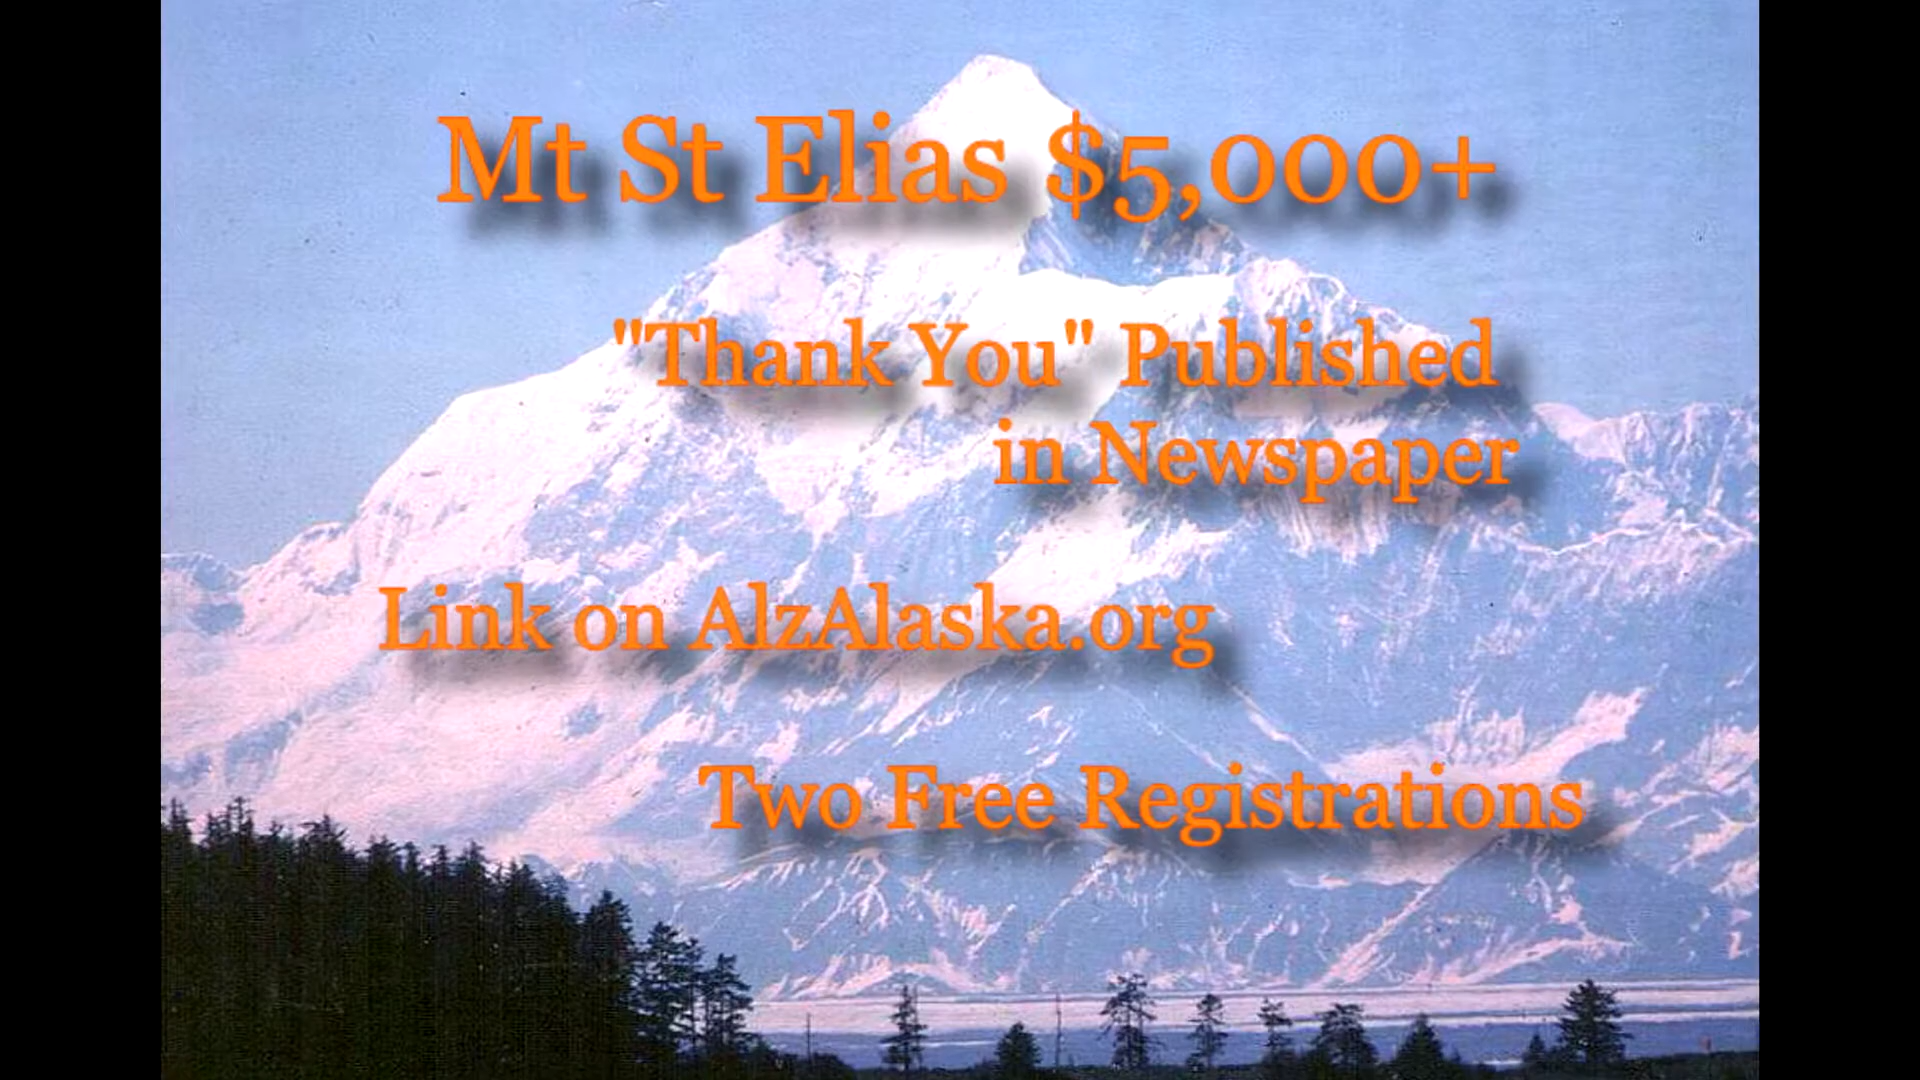 Mt St Elias $5,000+
"Thank You" Published
in Newspaper
Link on AlzAlaska.org
Two Free Registrations